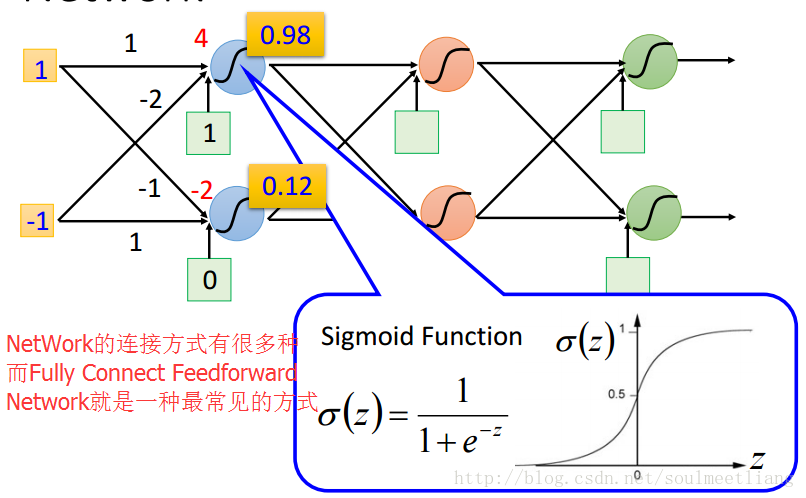 1
4
0.98
1
-2
1
-1
-2
0.12
-1
1
0
NetWork的连接方式有很多种
而Fully Connect Feedforward
Network就是一种最常见的方式
Sigmoid Function
σ(z)
1
0.5
0
z
σ(z) = 1 / (1 + e^-z)
http://blog.csdn.net/soulmeetliang